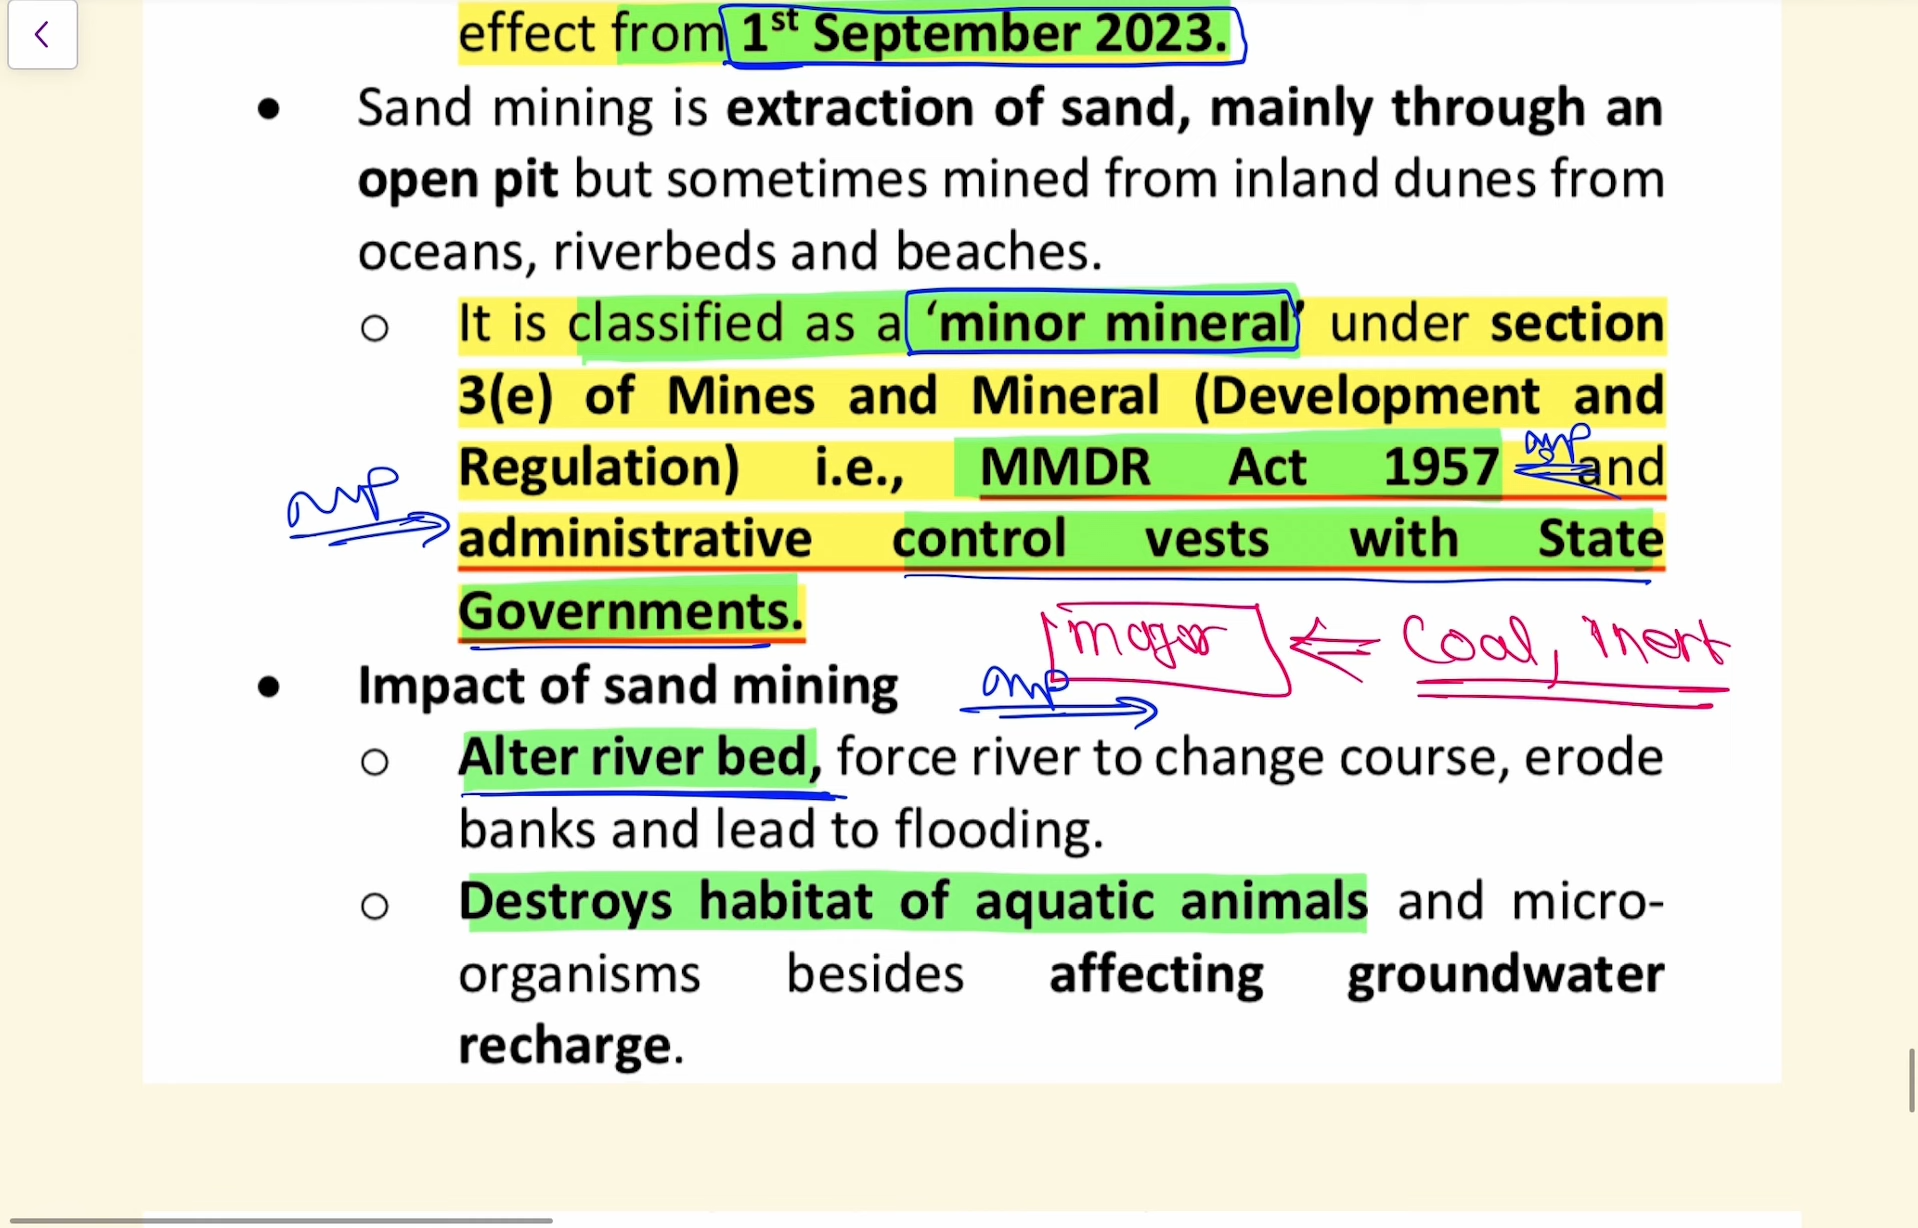 effect from 1st September 2023.
• Sand mining is extraction of sand, mainly through an
open pit but sometimes mined from inland dunes from
oceans, riverbeds and beaches.
○ It is classified as a ‘minor mineral’ under section
3(e) of Mines and Mineral (Development and
Regulation) i.e., MMDR Act 1957 and
administrative control vests with State
Governments.
major ⇐ Coal,
• Impact of sand mining
○ Alter river bed, force river to change course, erode
banks and lead to flooding.
○ Destroys habitat of aquatic animals and micro-
organisms besides affecting groundwater
recharge.